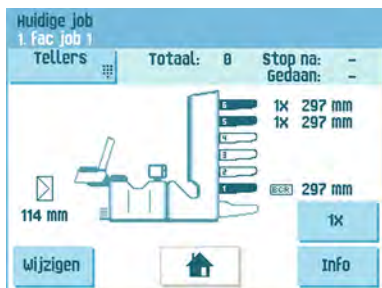 Huidige job
1. Fac job 1
Tellers Totaal: 0 Stop na: -
Gedaan: -
6 1X 297 mm
5 1X 297 mm
4
3
2
1 BCR 297 mm
114 mm
1X
Wijzigen Info